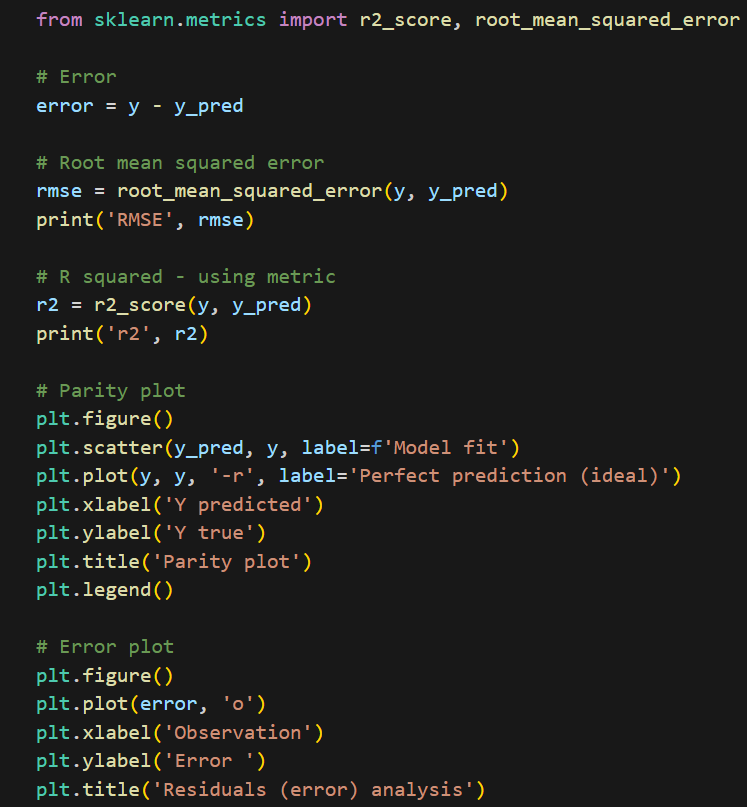 from sklearn.metrics import r2_score, root_mean_squared_error
# Error
error = y - y_pred
# Root mean squared error
rmse = root_mean_squared_error(y, y_pred)
print('RMSE', rmse)
# R squared - using metric
r2 = r2_score(y, y_pred)
print('r2', r2)
# Parity plot
plt.figure()
plt.scatter(y_pred, y, label=f'Model fit')
plt.plot(y, y, '-r', label='Perfect prediction (ideal)')
plt.xlabel('Y predicted')
plt.ylabel('Y true')
plt.title('Parity plot')
plt.legend()
# Error plot
plt.figure()
plt.plot(error, 'o')
plt.xlabel('Observation')
plt.ylabel('Error ')
plt.title('Residuals (error) analysis')